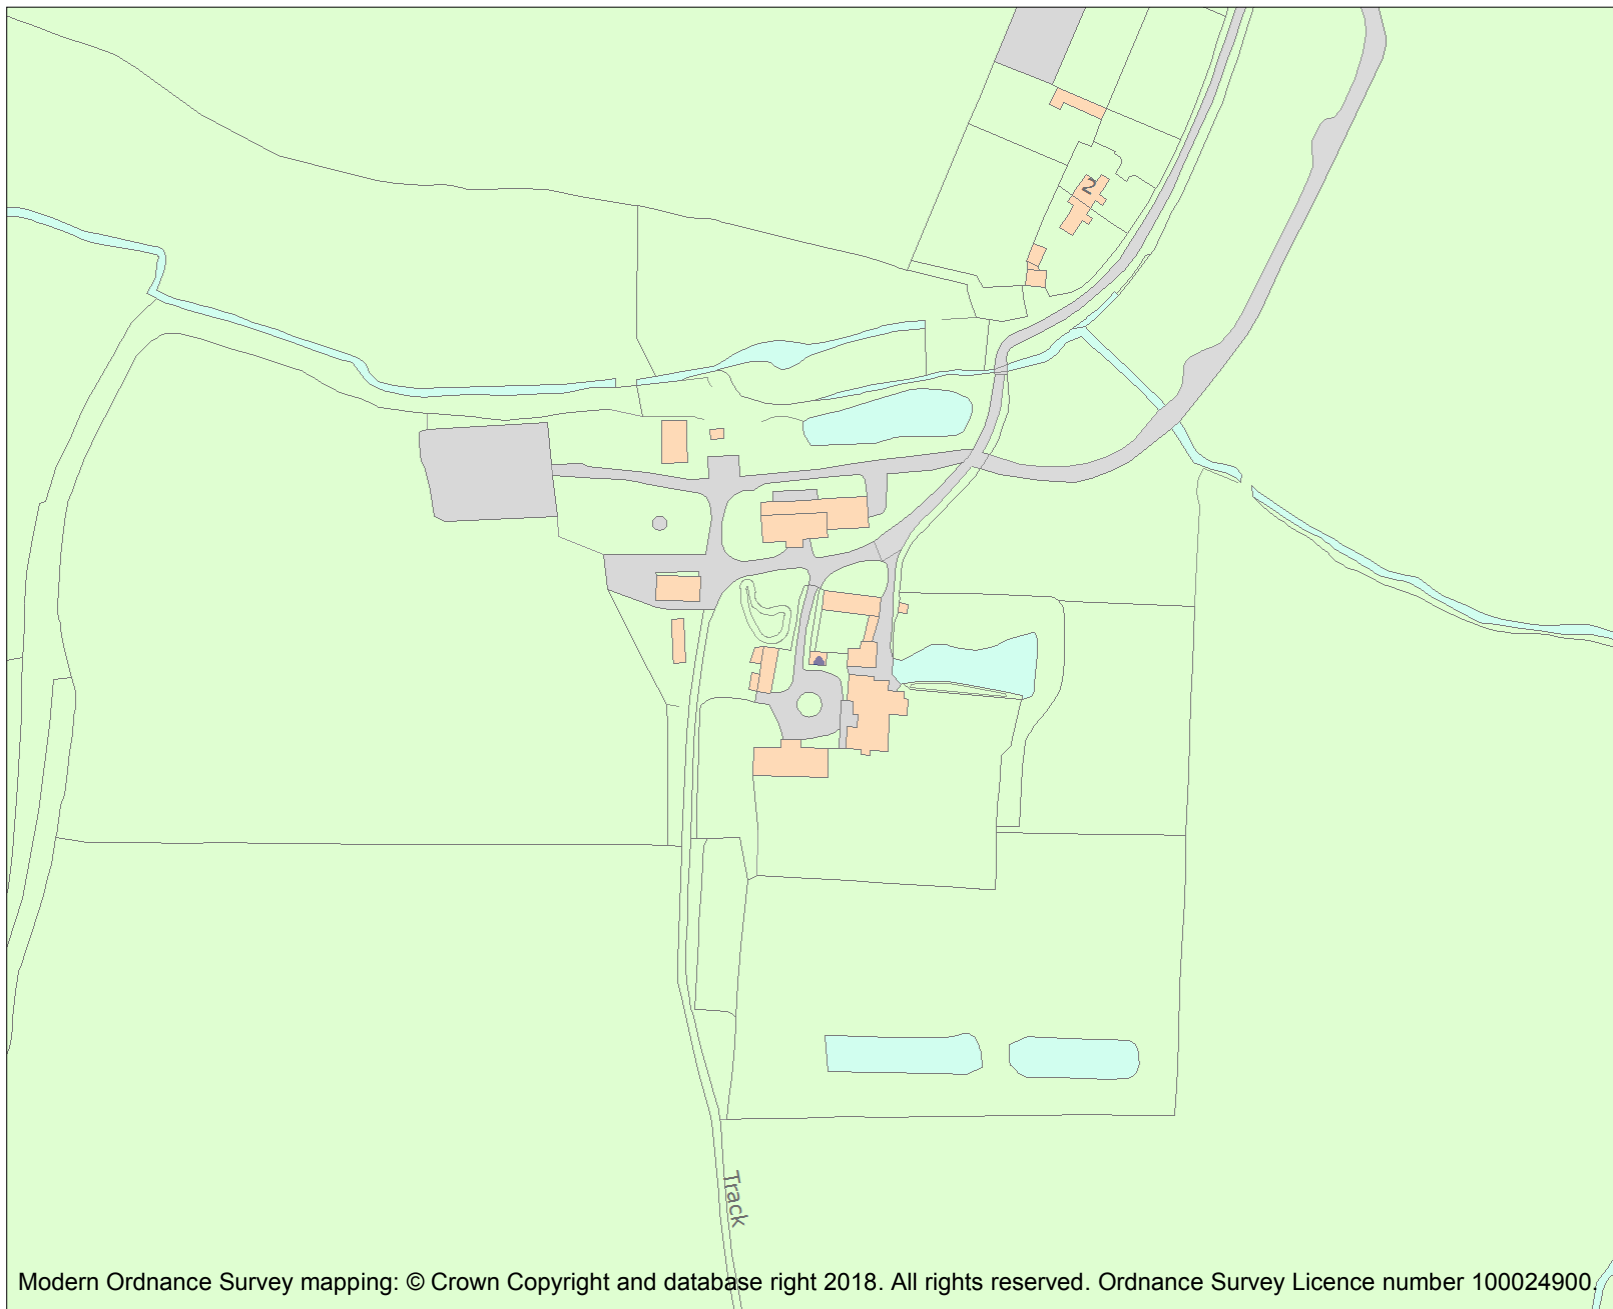 2
Track
Modern Ordnance Survey mapping: © Crown Copyright and database right 2018. All rights reserved. Ordnance Survey Licence number 100024900.